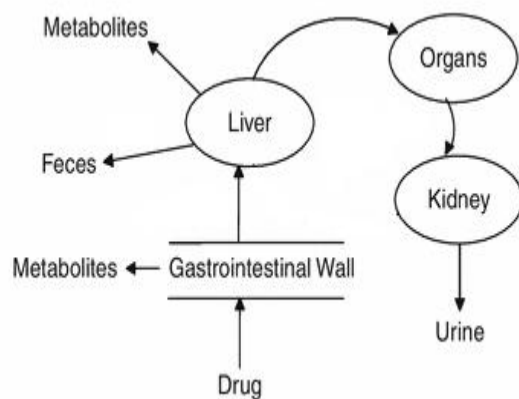 Metabolites
Organs
Liver
Feces
Kidney
Metabolites
Gastrointestinal Wall
Urine
Drug